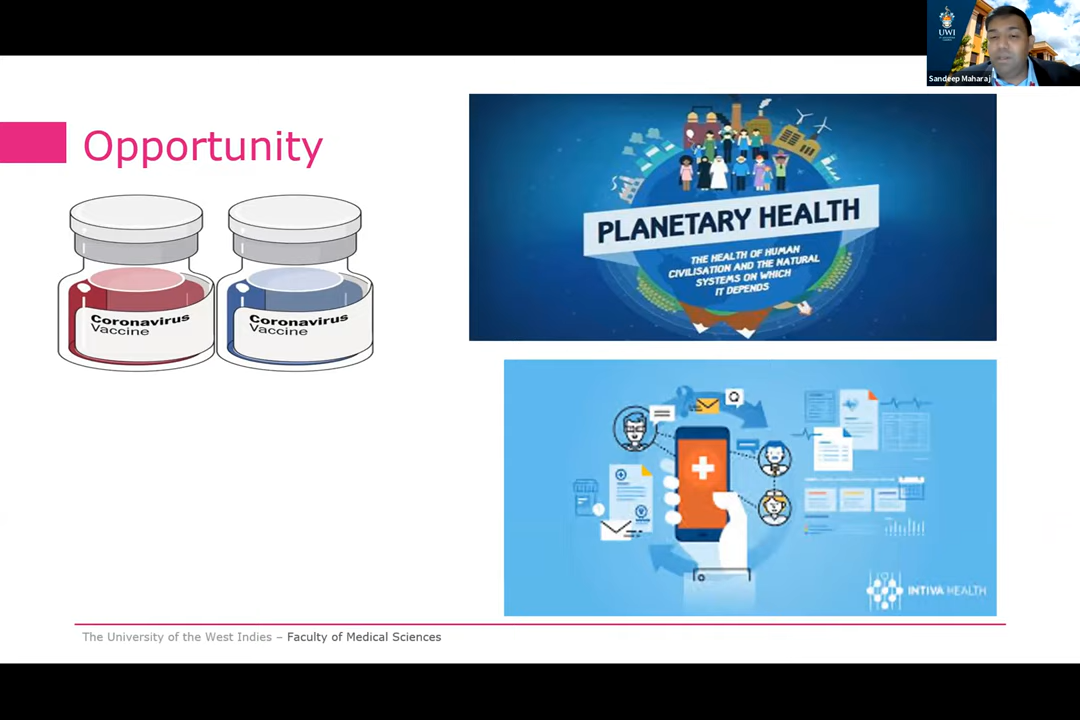 UWI
Sandeep Maharaj
Opportunity
Coronavirus
Vaccine
Coronavirus
Vaccine
PLANETARY HEALTH
THE HEALTH OF HUMAN
CIVILISATION AND THE NATURAL
SYSTEMS ON WHICH
IT DEPENDS
INTIVA HEALTH
The University of the West Indies – Faculty of Medical Sciences